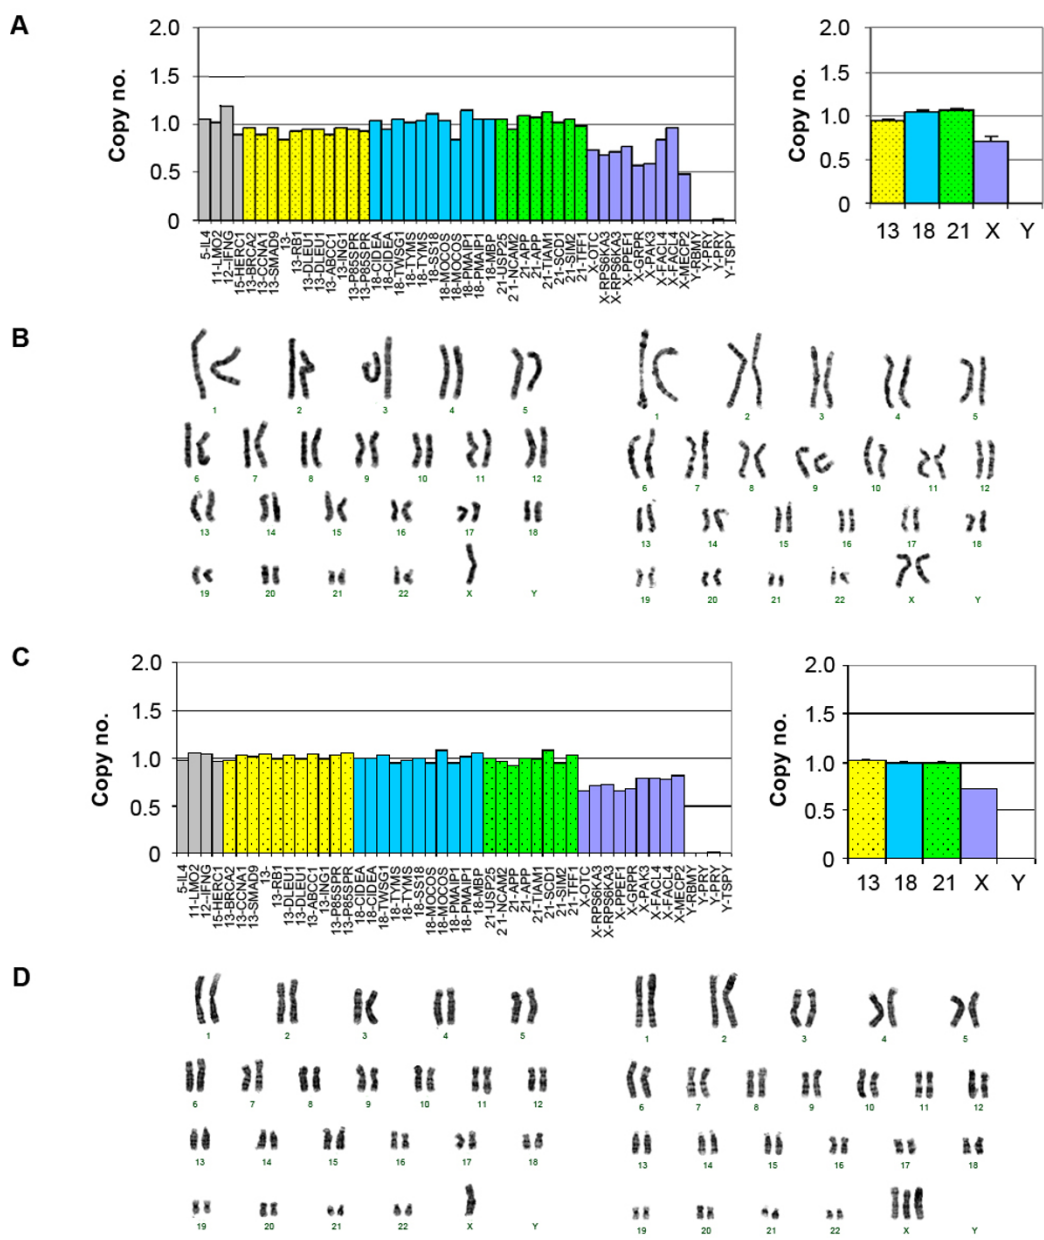 A
Copy no.
2.0
1.5
1.0
0.5
0
5-IL4
11-LMO2
12-IFNG
15-HERC1
13-BRCA2
13-CCNA1
13-SMAD9
13-
13-RB1
13-DLEU1
13-DLEU1
13-ABCC1
13-ING1
13-P85SPR
13-P85SPR
18-CIDEA
18-CIDEA
18-TWSG1
18-TYMS
18-TYMS
18-SS18
18-MOCOS
18-MOCOS
18-PMAIP1
18-PMAIP1
18-MBP
21-USP25
21-NCAM2
21-APP
21-APP
21-TIAM1
21-SCD1
21-SIM2
21-TFF1
X-OTC
X-RPS6KA3
X-RPS6KA3
X-PPEF1
X-GRPR
X-PAK3
X-FACL4
X-FACL4
X-MECP2
Y-RBMY
Y-PRY
Y-PRY
Y-TSPY
Copy no.
2.0
1.5
1.0
0.5
0
13 18 21 X Y
B
1 2 3 4 5
6 7 8 9 10 11 12
13 14 15 16 17 18
19 20 21 22 X Y
1 2 3 4 5
6 7 8 9 10 11 12
13 14 15 16 17 18
19 20 21 22 X Y
C
Copy no.
2.0
1.5
1.0
0.5
0
5-IL4
11-LMO2
12-IFNG
15-HERC1
13-BRCA2
13-CCNA1
13-SMAD9
13-
13-RB1
13-DLEU1
13-DLEU1
13-ABCC1
13-ING1
13-P85SPR
13-P85SPR
18-CIDEA
18-CIDEA
18-TWSG1
18-TYMS
18-TYMS
18-SS18
18-MOCOS
18-MOCOS
18-PMAIP1
18-PMAIP1
18-MBP
21-USP25
21-NCAM2
21-APP
21-APP
21-TIAM1
21-SCD1
21-SIM2
21-TFF1
X-OTC
X-RPS6KA3
X-RPS6KA3
X-PPEF1
X-GRPR
X-PAK3
X-FACL4
X-FACL4
X-MECP2
Y-RBMY
Y-PRY
Y-PRY
Y-TSPY
Copy no.
2.0
1.5
1.0
0.5
0
13 18 21 X Y
D
1 2 3 4 5
6 7 8 9 10 11 12
13 14 15 16 17 18
19 20 21 22 X Y
1 2 3 4 5
6 7 8 9 10 11 12
13 14 15 16 17 18
19 20 21 22 X Y